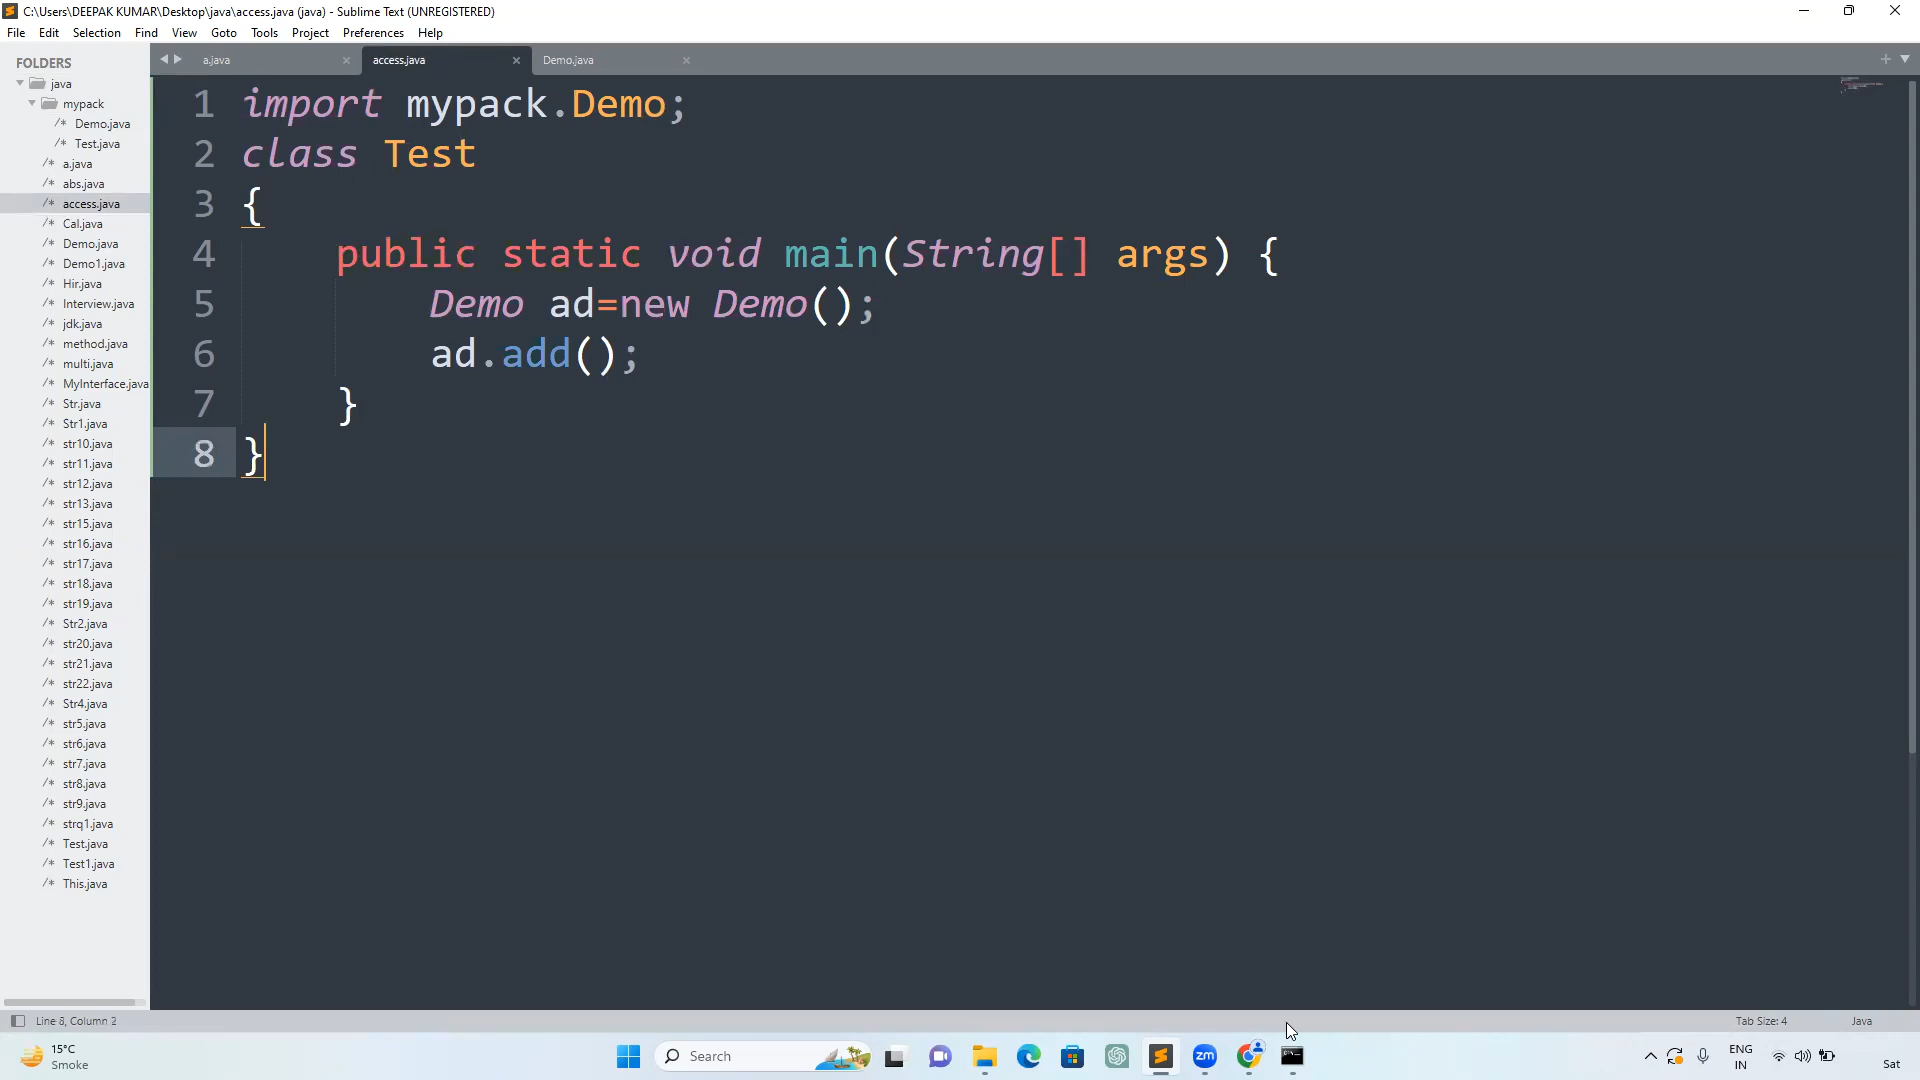 C:\Users\DEEPAK KUMAR\Desktop\java\access.java (java) - Sublime Text (UNREGISTERED)
File Edit Selection Find View Goto Tools Project Preferences Help
FOLDERS
java
mypack
/* Demo.java
/* Test.java
/* a.java
/* abs.java
/* access.java
/* Cal.java
/* Demo.java
/* Demo1.java
/* Hir.java
/* Interview.java
/* jdk.java
/* method.java
/* multi.java
/* MyInterface.java
/* Str.java
/* Str1.java
/* str10.java
/* str11.java
/* str12.java
/* str13.java
/* str15.java
/* str16.java
/* str17.java
/* str18.java
/* str19.java
/* Str2.java
/* str20.java
/* str21.java
/* str22.java
/* Str4.java
/* str5.java
/* str6.java
/* str7.java
/* str8.java
/* str9.java
/* strq1.java
/* Test.java
/* Test1.java
/* This.java
a.java access.java Demo.java
1 import mypack.Demo;
2 class Test
3 {
4 public static void main(String[] args) {
5 Demo ad=new Demo();
6 ad.add();
7 }
8 }
Line 8, Column 2 Tab Size: 4 Java
15°C
Smoke
Search
zm
ENG
IN
Sat